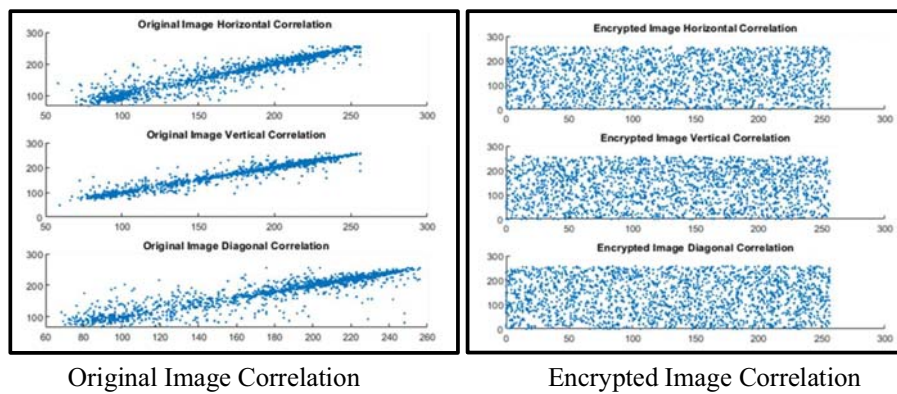 Original Image Horizontal Correlation
300
200
100
50 100 150 200 250 300
Original Image Vertical Correlation
300
200
100
0
50 100 150 200 250 300
Original Image Diagonal Correlation
300
200
100
60 80 100 120 140 160 180 200 220 240 260
Original Image Correlation
Encrypted Image Horizontal Correlation
300
200
100
0
0 50 100 150 200 250 300
Encrypted Image Vertical Correlation
300
200
100
0
0 50 100 150 200 250 300
Encrypted Image Diagonal Correlation
300
200
100
0
0 50 100 150 200 250 300
Encrypted Image Correlation